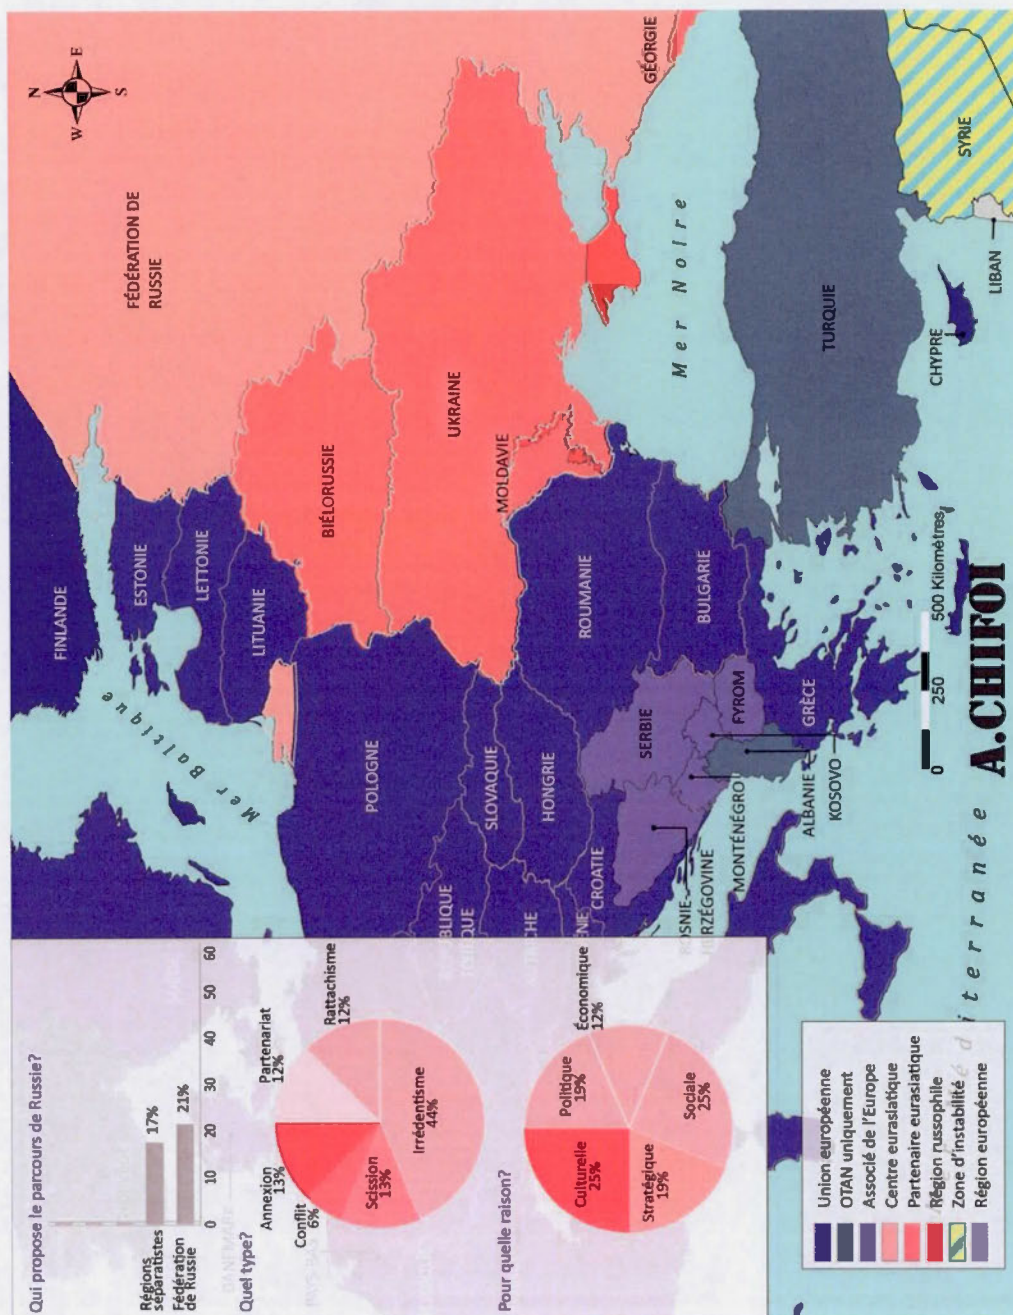 Qui propose le parcours de Russie?
Régions
séparatistes
17%
Fédération
de Russie
21%
0 10 20 30 40 50 60
Quel type?
Annexion
13%
Partenariat
12%
Rattachisme
12%
Conflit
6%
Scission
13%
Irrédentisme
44%
Pour quelle raison?
Culturelle
25%
Politique
19%
Économique
12%
Stratégique
19%
Sociale
25%
Union européenne
OTAN uniquement
Associé de l'Europe
Centre eurasiatique
Partenaire eurasiatique
Région russophile
Zone d"instabilité
Région européenne
N
W E
S
FINLANDE
FÉDÉRATION DE
RUSSIE
ESTONIE
LETTONIE
LITUANIE
Mer Baltique
BIÉLORUSSIE
POLOGNE
UKRAINE
SLOVAQUIE
MOLDAVIE
HONGRIE
ROUMANIE
CROATIE
SERBIE
BULGARIE
Mer Noire
GÉORGIE
HERZÉGOVINE
MONTÉNÉGRO
FYROM
ALBANIE
KOSOVO
GRÈCE
TURQUIE
CHYPRE
LIBAN
SYRIE
0 250 500 Kilomètres
A.CHIFOI